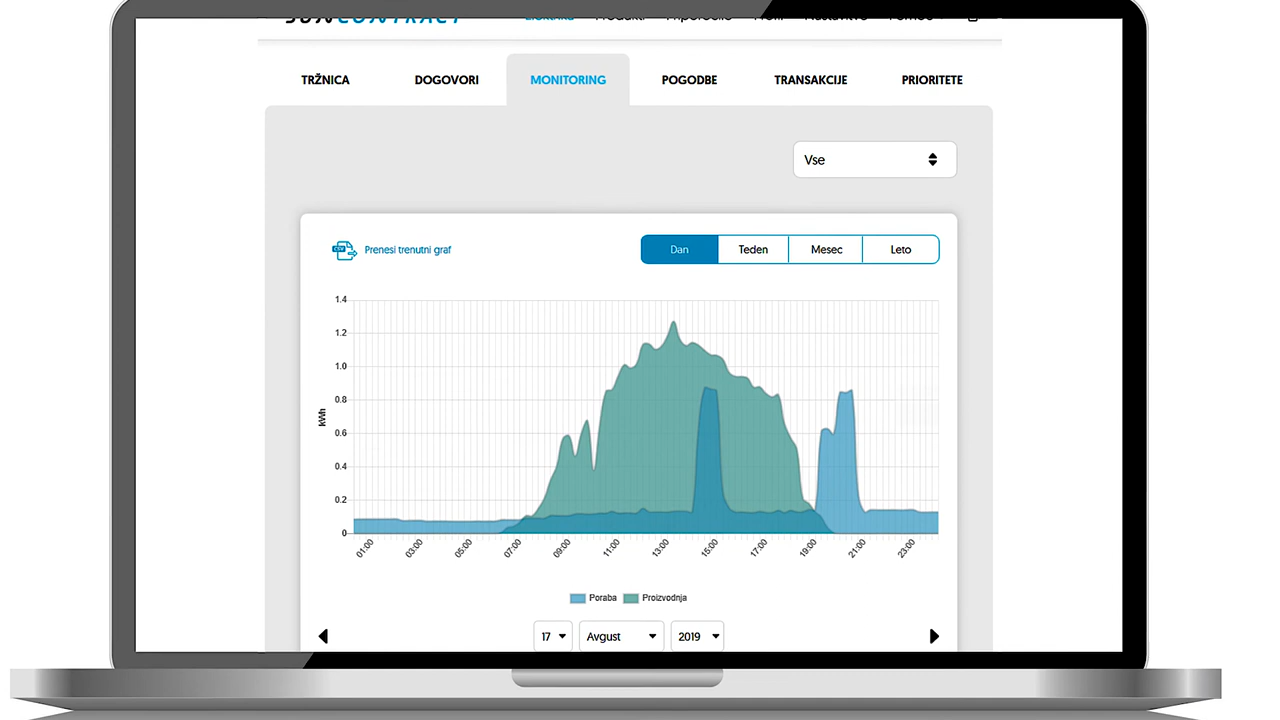 SUNCONTRACT
TRŽNICA DOGOVORI MONITORING POGODBE TRANSAKCIJE PRIORITETE
Vse
CSV Prenesi trenutni graf Dan Teden Mesec Leto
1.4
1.2
1.0
0.8
0.6
0.4
0.2
0
kWh
01:00 03:00 05:00 07:00 09:00 11:00 13:00 15:00 17:00 19:00 21:00 23:00
Poraba Proizvodnja
17 Avgust 2019